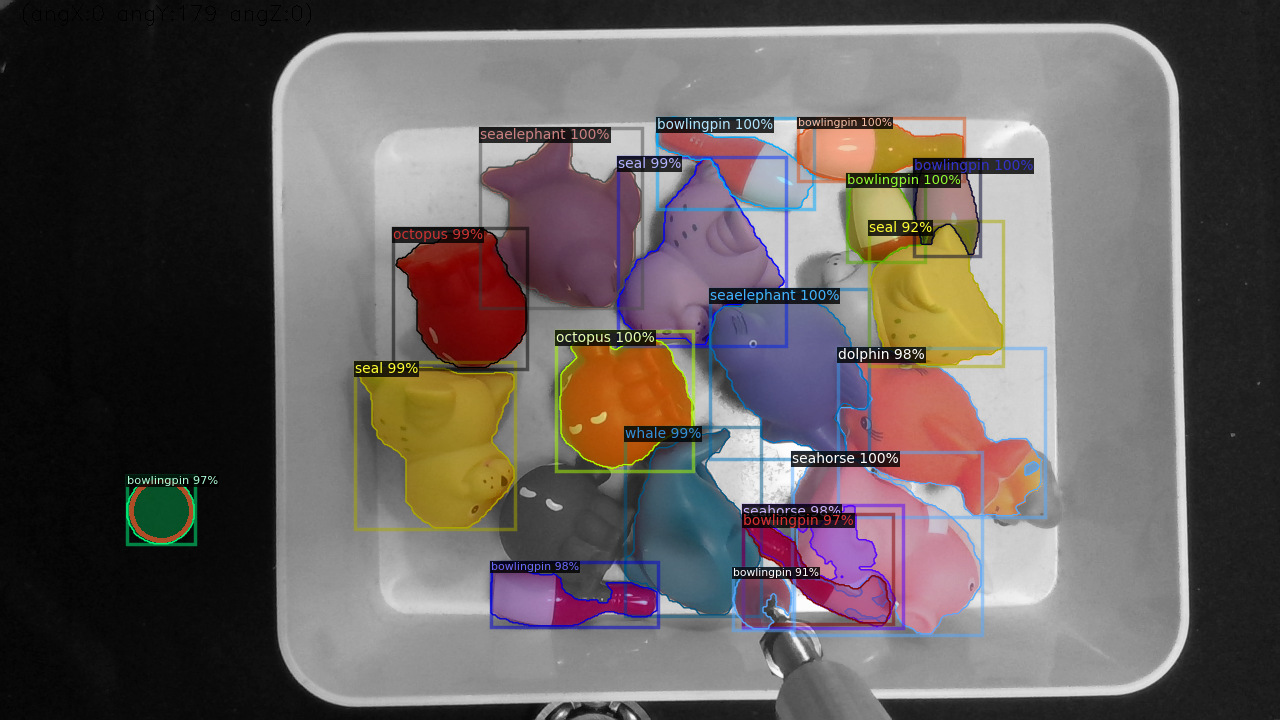 (angX:0 angY:179 angZ:0)
bowlingpin 100%
bowlingpin 100%
seaelephant 100%
seal 99%
bowlingpin 100%
bowlingpin 100%
octopus 99%
seal 92%
seaelephant 100%
octopus 100%
dolphin 98%
seal 99%
whale 99%
seahorse 100%
bowlingpin 97%
seahorse 98%
bowlingpin 97%
bowlingpin 98%
bowlingpin 91%